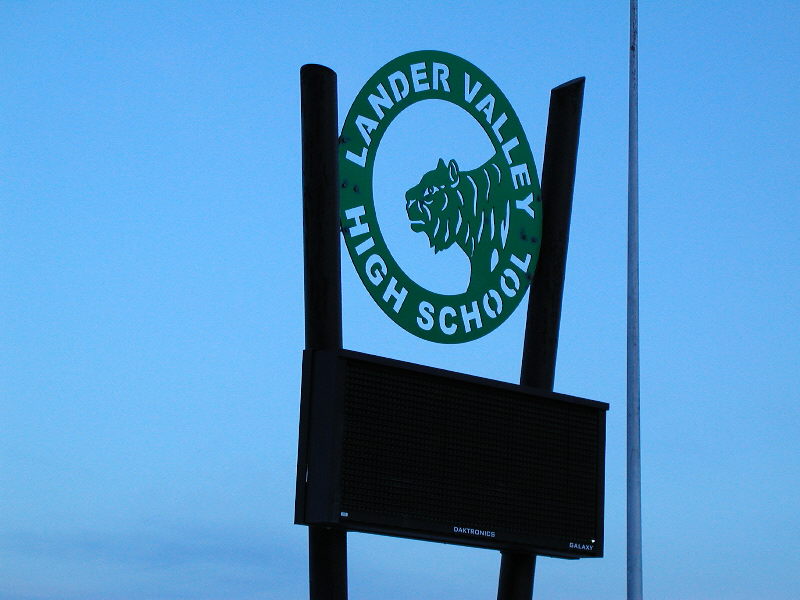 LANDER VALLEY
HIGH SCHOOL
DAKTRONICS
GALAXY